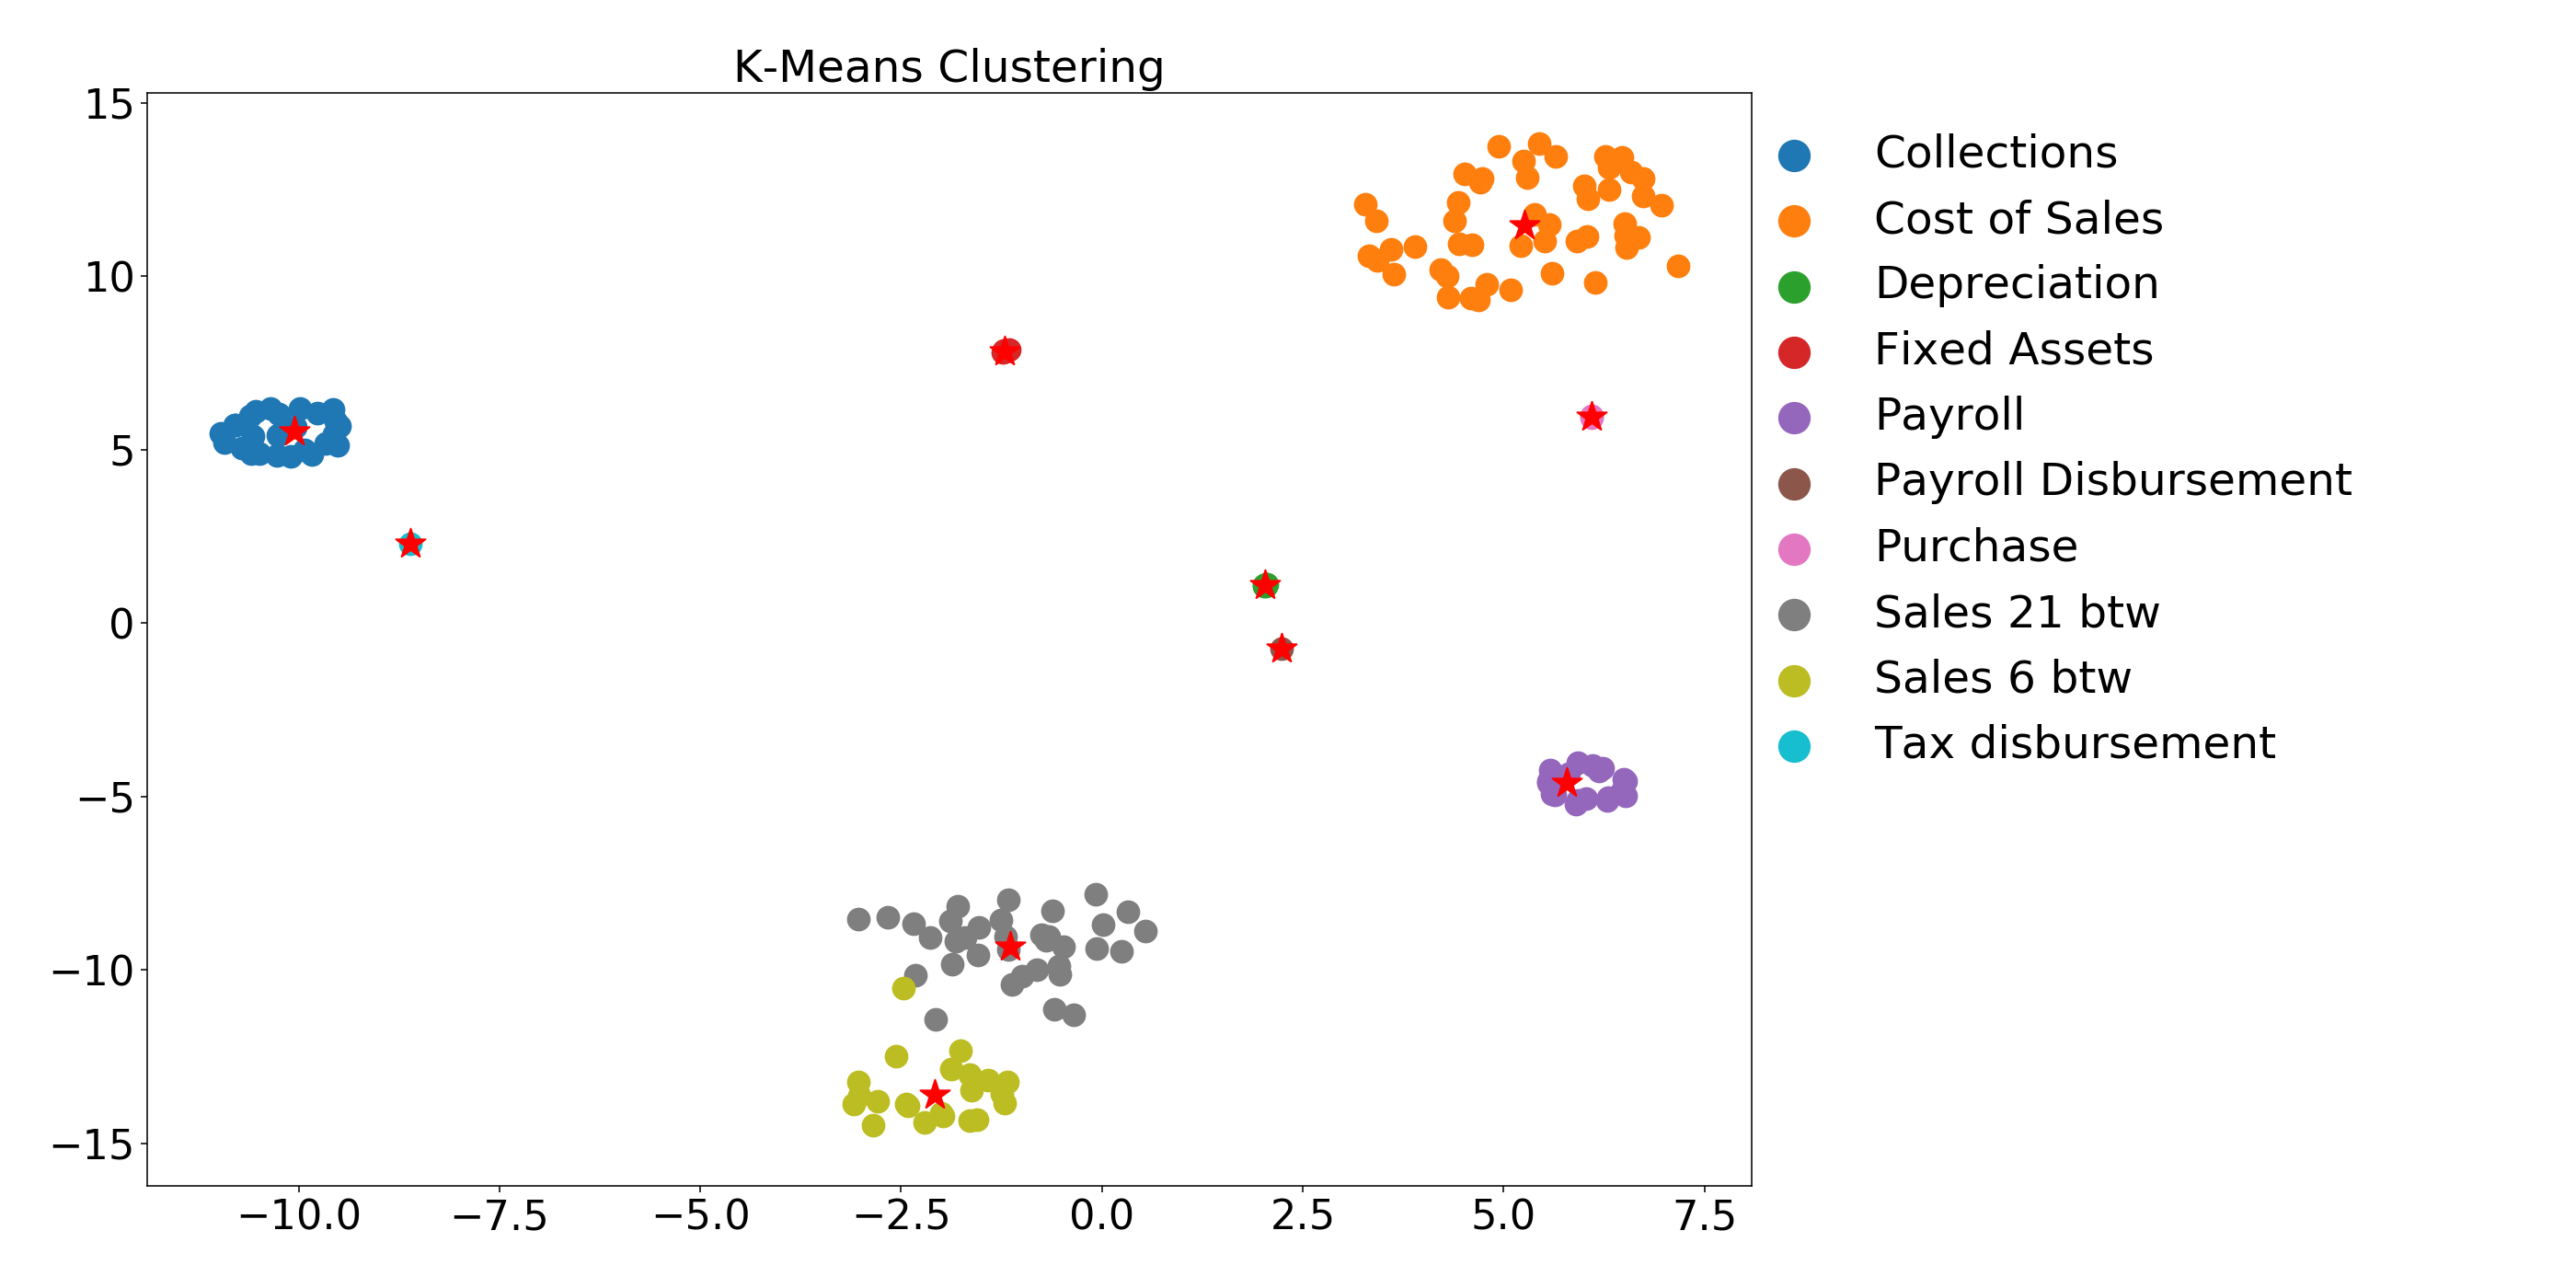 K-Means Clustering
15
10
5
0
−5
−10
−15
−10.0 −7.5 −5.0 −2.5 0.0 2.5 5.0 7.5
Collections
Cost of Sales
Depreciation
Fixed Assets
Payroll
Payroll Disbursement
Purchase
Sales 21 btw
Sales 6 btw
Tax disbursement